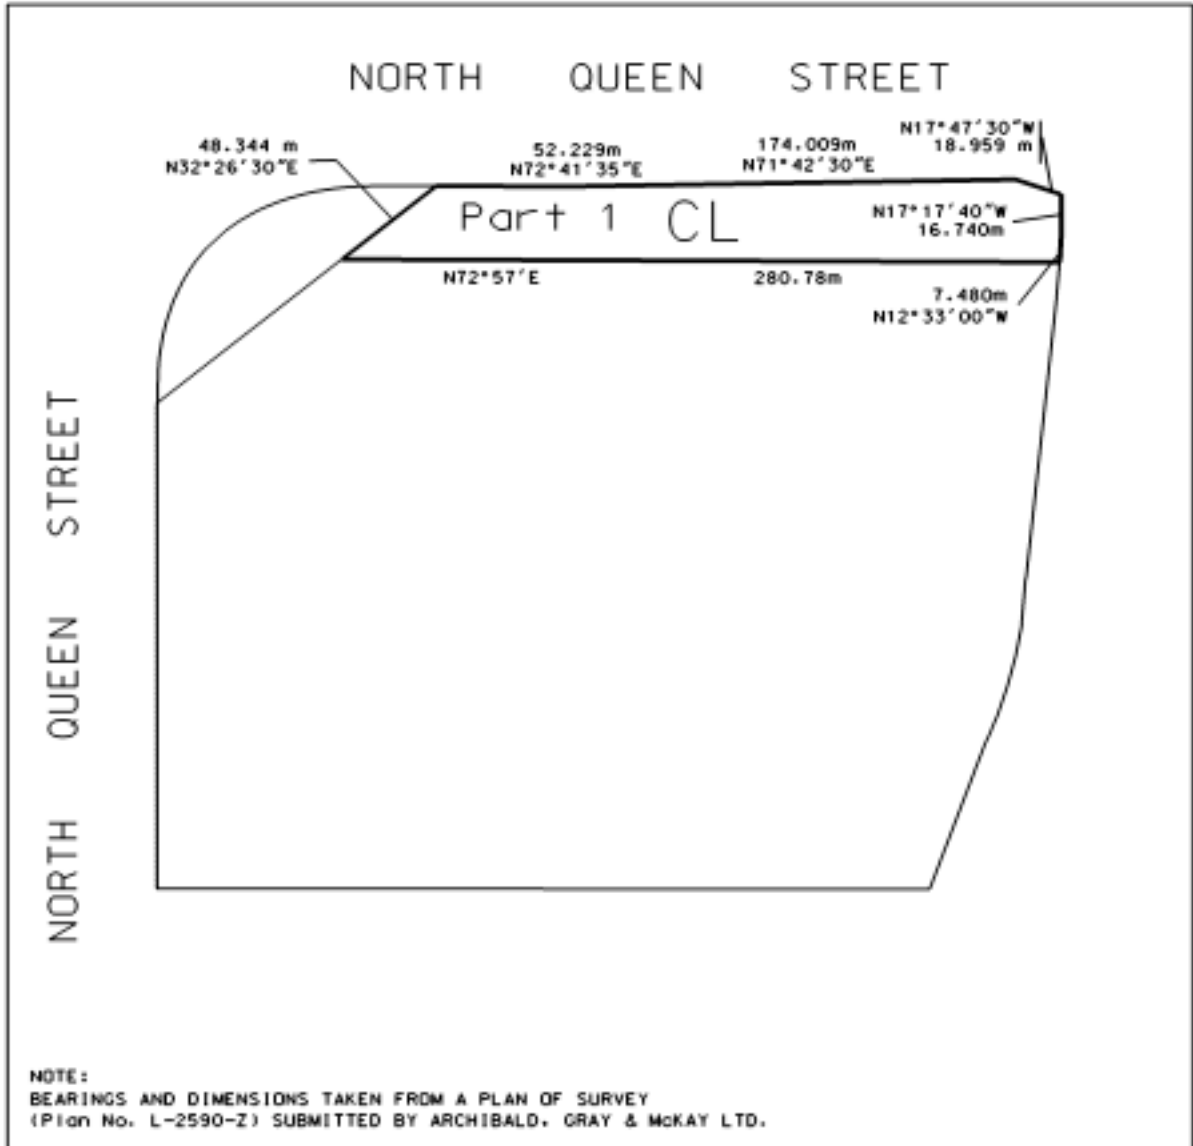 NORTH QUEEN STREET
48.344 m
N32°26'30"E
52.229m
N72°41'35"E
174.009m
N71°42'30"E
N17°47'30"W
18.959 m
Part 1 CL
N17°17'40"W
16.740m
N72°57'E
280.78m
7.480m
N12°33'00"W
NORTH QUEEN STREET
NOTE:
BEARINGS AND DIMENSIONS TAKEN FROM A PLAN OF SURVEY
(Plan No. L-2590-Z) SUBMITTED BY ARCHIBALD, GRAY & McKAY LTD.